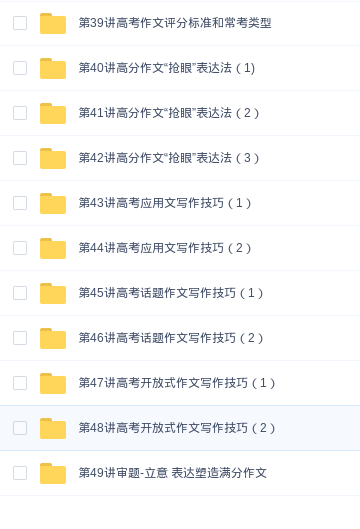 第39讲高考作文评分标准和常考类型
第40讲高分作文“抢眼”表达法（1)
第41讲高分作文“抢眼”表达法（2）
第42讲高分作文“抢眼”表达法（3）
第43讲高考应用文写作技巧（1）
第44讲高考应用文写作技巧（2）
第45讲高考话题作文写作技巧（1）
第46讲高考话题作文写作技巧（2）
第47讲高考开放式作文写作技巧（1）
第48讲高考开放式作文写作技巧（2）
第49讲审题-立意 表达塑造满分作文